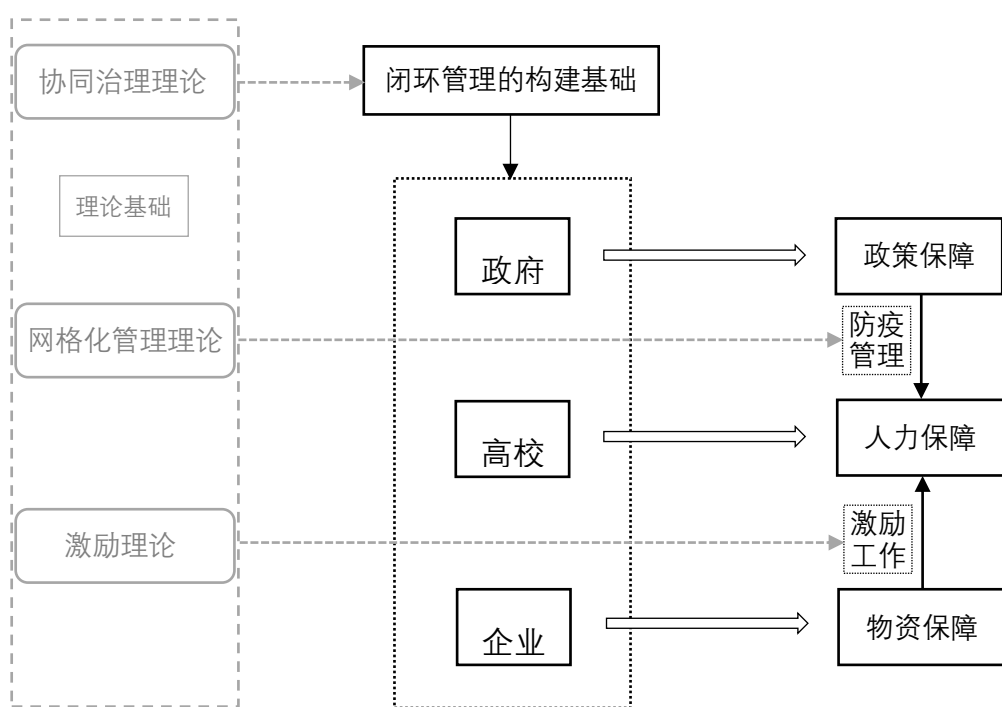 协同治理理论
闭环管理的构建基础
理论基础
政府
政策保障
网格化管理理论
防疫
管理
高校
人力保障
激励理论
激励
工作
企业
物资保障